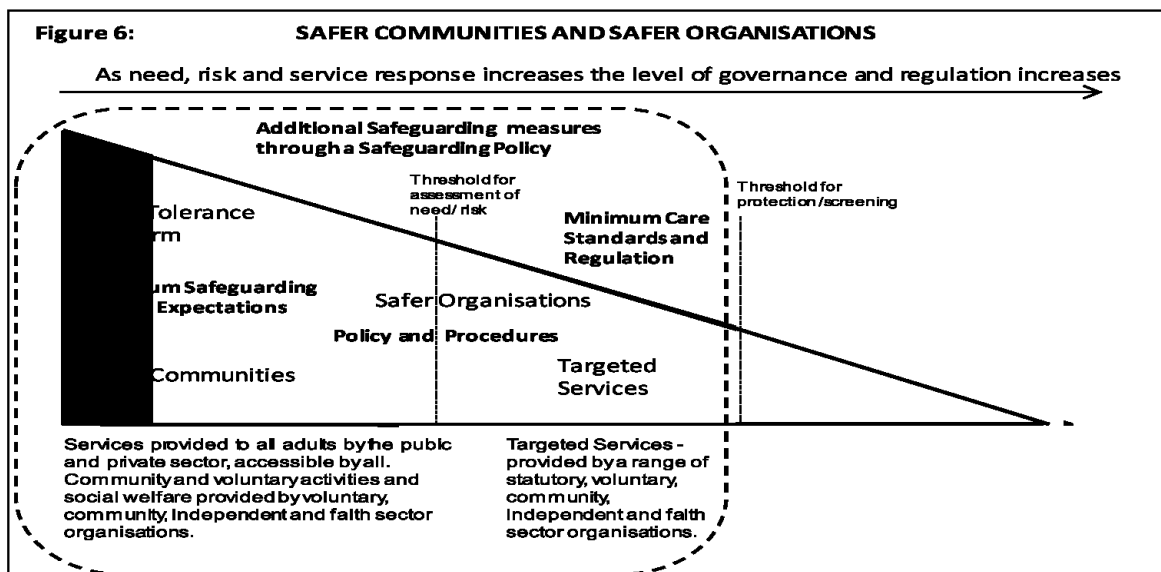 Figure 6: SAFER COMMUNITIES AND SAFER ORGANISATIONS
As need, risk and service response increases the level of governance and regulation increases
Additional Safeguarding measures
through a Safeguarding Policy
Threshold for
assessment of
need/ risk
Threshold for
protection/screening
Tolerance
rm
Minimum Care
Standards and
Regulation
um Safeguarding
Expectations
Safer Organisations
Policy and Procedures
Communities
Targeted
Services
Services provided to all adults by the public
and private sector, accessible by all.
Community and voluntary activities and
social welfare provided by voluntary,
community, Independent and faith sector
organisations.
Targeted Services -
provided by a range of
statutory, voluntary,
community,
Independent and faith
sector organisations.